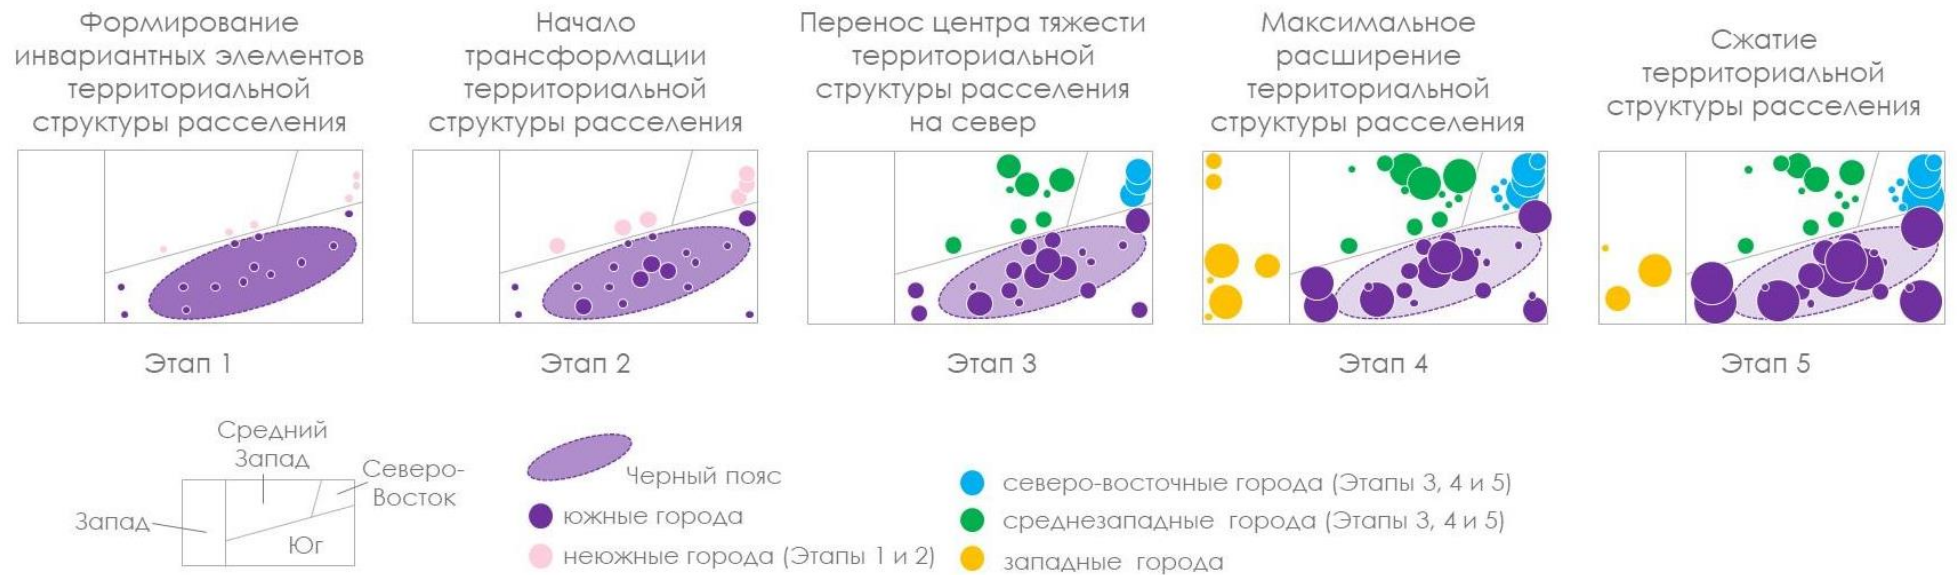 Формирование
инвариантных элементов
территориальной
структуры расселения
Начало
трансформации
территориальной
структуры расселения
Перенос центра тяжести
территориальной
структуры расселения
на север
Максимальное
расширение
территориальной
структуры расселения
Сжатие
территориальной
структуры расселения
Этап 1
Этап 2
Этап 3
Этап 4
Этап 5
Средний
Запад
Северо-
Восток
Запад
Юг
Черный пояс
южные города
неюжные города (Этапы 1 и 2)
северо-восточные города (Этапы 3, 4 и 5)
среднезападные города (Этапы 3, 4 и 5)
западные города